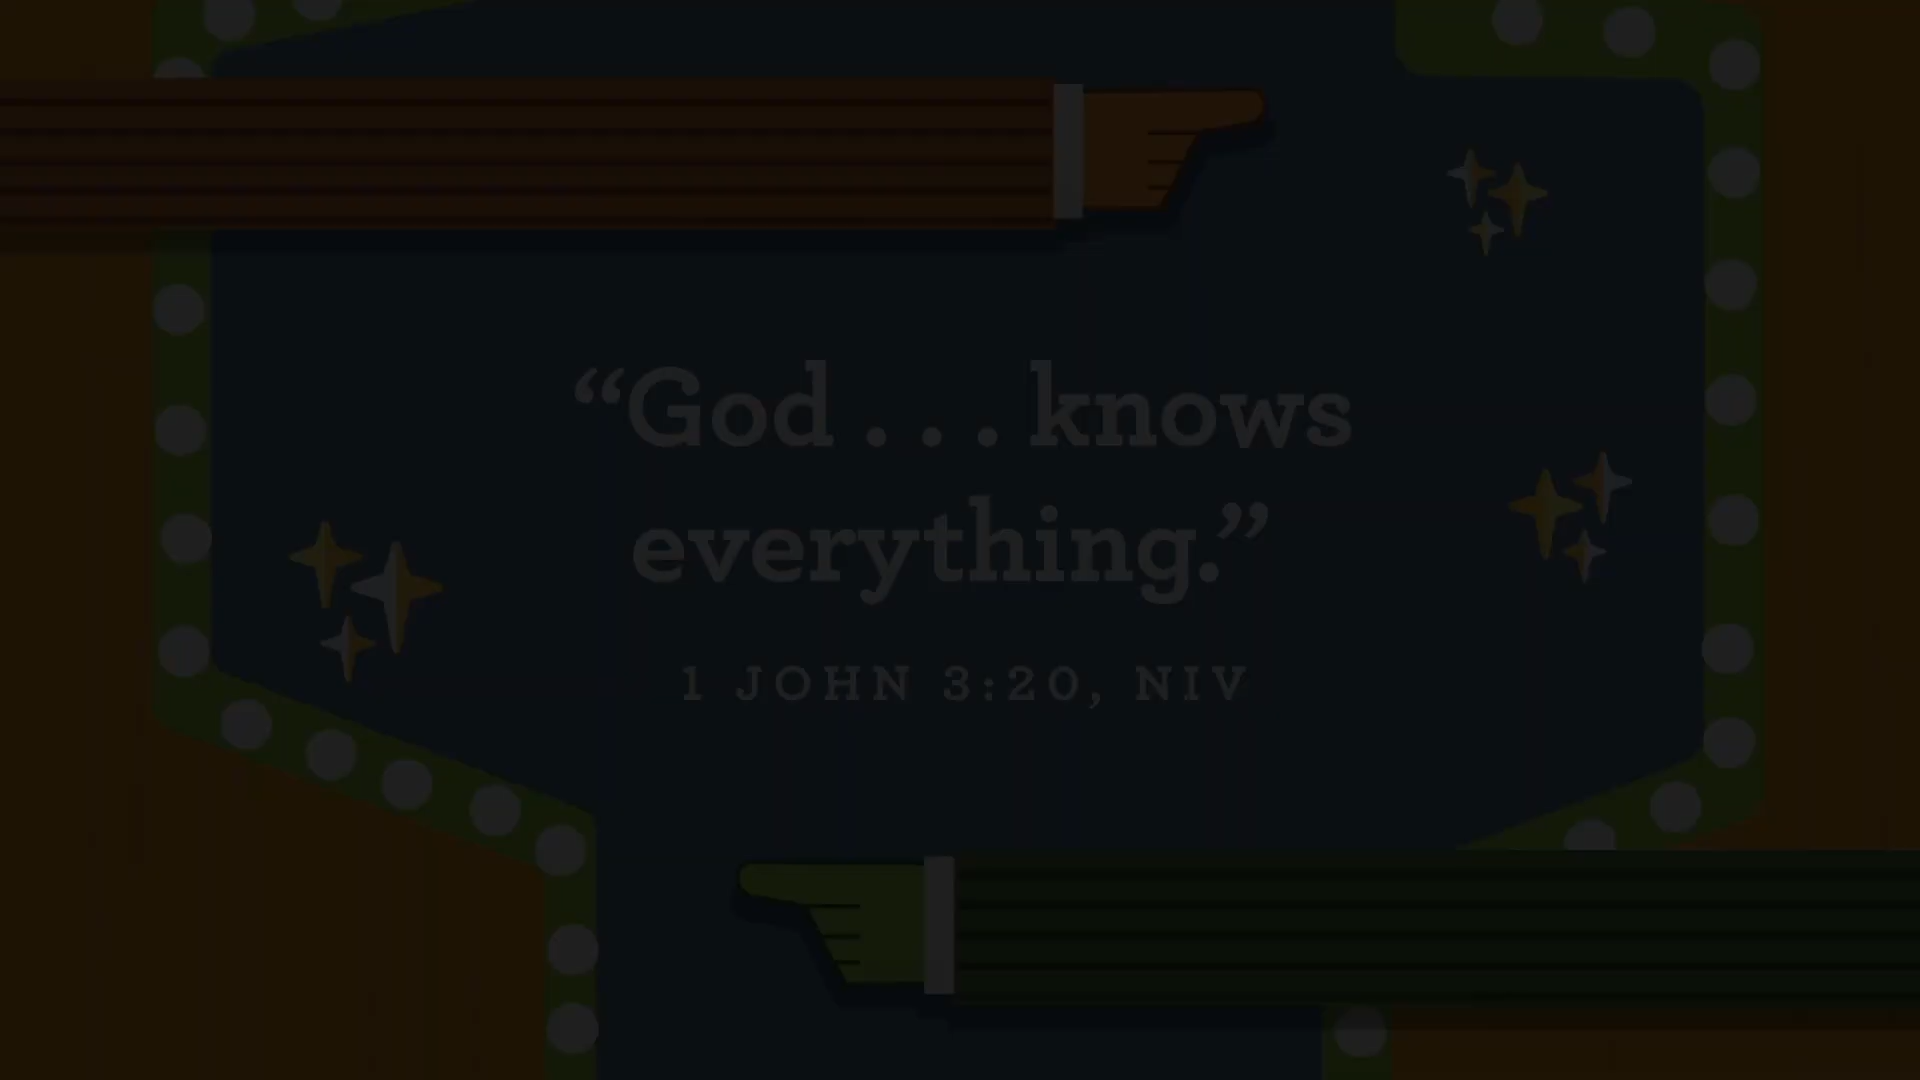 “God . . . knows
everything.”
1 JOHN 3:20, NIV